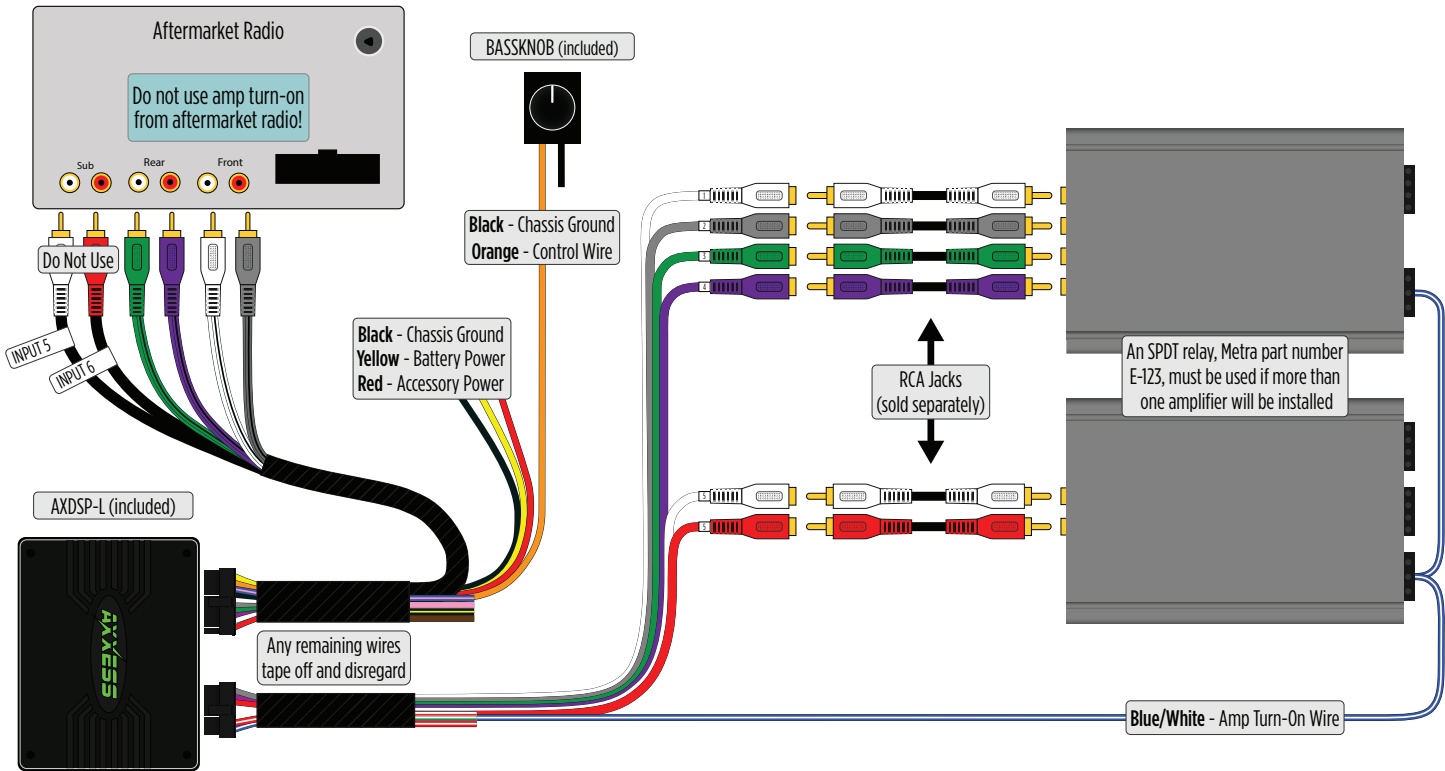 Aftermarket Radio
Do not use amp turn-on
from aftermarket radio!
Sub
Rear
Front
Do Not Use
INPUT 5
INPUT 6
BASSKNOB (included)
Black - Chassis Ground
Orange - Control Wire
Black - Chassis Ground
Yellow - Battery Power
Red - Accessory Power
1
2
3
4
RCA Jacks
(sold separately)
5
5
An SPDT relay, Metra part number
E-123, must be used if more than
one amplifier will be installed
AXDSP-L (included)
AXXESS
Any remaining wires
tape off and disregard
Blue/White - Amp Turn-On Wire